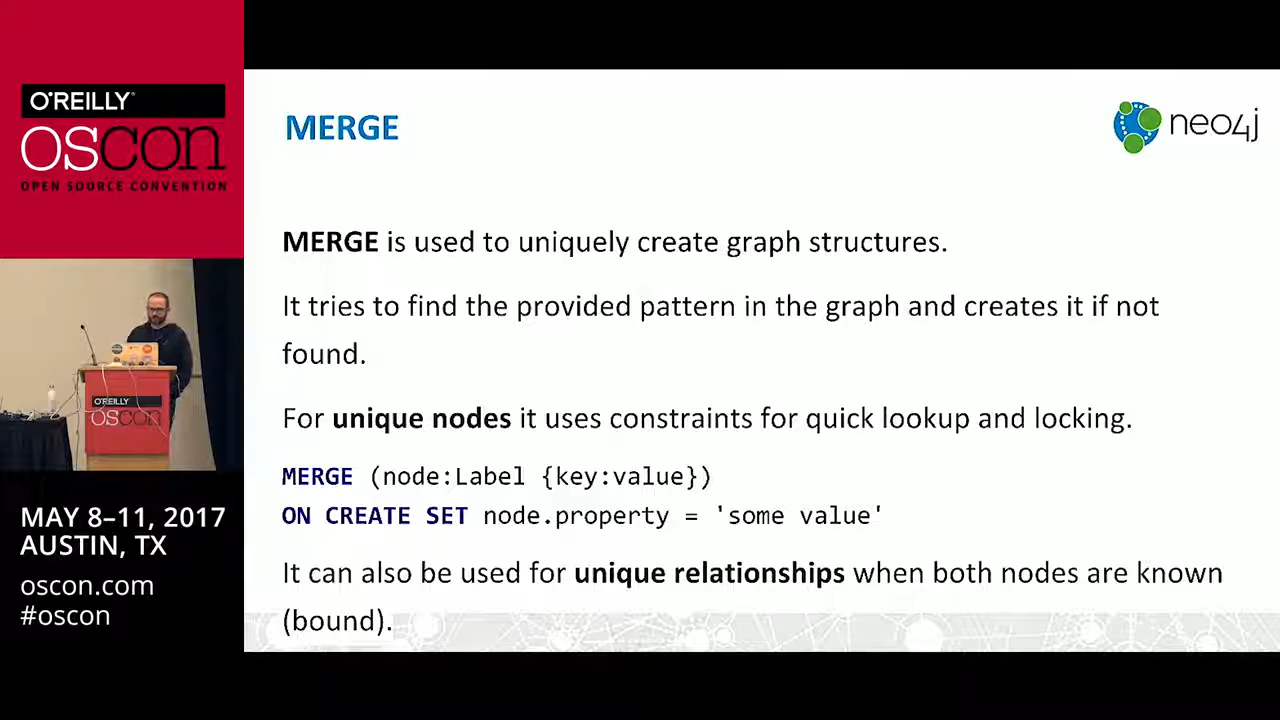 O'REILLY®
OSCON
OPEN SOURCE CONVENTION
O'REILLY
OSCON
MAY 8–11, 2017
AUSTIN, TX
oscon.com
#oscon
MERGE
neo4j
MERGE is used to uniquely create graph structures.
It tries to find the provided pattern in the graph and creates it if not
found.
For unique nodes it uses constraints for quick lookup and locking.
MERGE (node:Label {key:value})
ON CREATE SET node.property = 'some value'
It can also be used for unique relationships when both nodes are known
(bound).